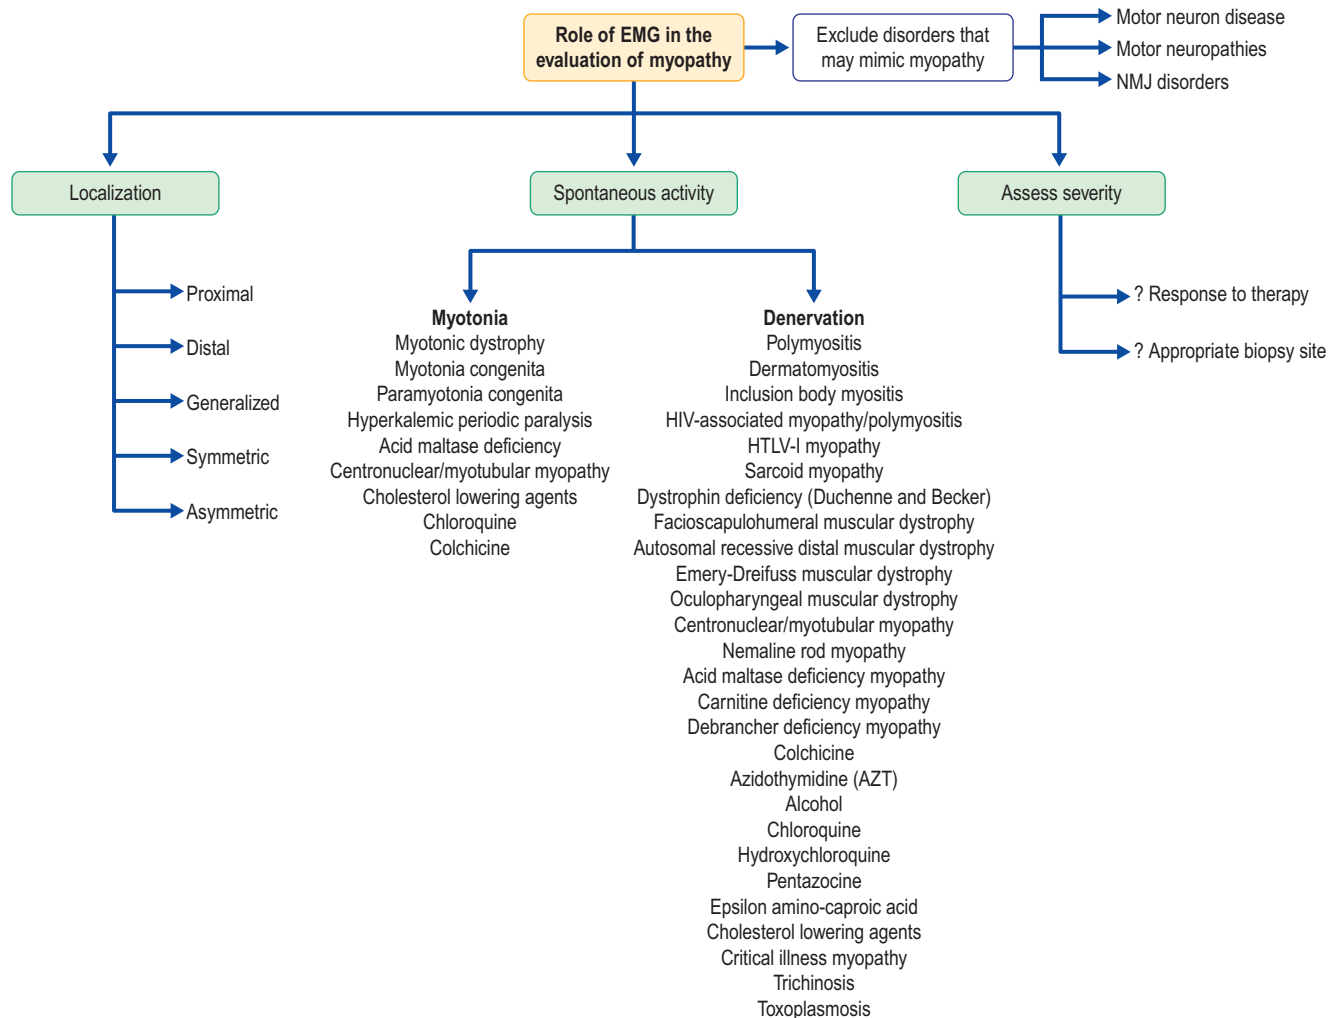 Role of EMG in the
evaluation of myopathy
Exclude disorders that
may mimic myopathy
Motor neuron disease
Motor neuropathies
NMJ disorders
Localization
Proximal
Distal
Generalized
Symmetric
Asymmetric
Spontaneous activity
Myotonia
Myotonic dystrophy
Myotonia congenita
Paramyotonia congenita
Hyperkalemic periodic paralysis
Acid maltase deficiency
Centronuclear/myotubular myopathy
Cholesterol lowering agents
Chloroquine
Colchicine
Denervation
Polymyositis
Dermatomyositis
Inclusion body myositis
HIV-associated myopathy/polymyositis
HTLV-I myopathy
Sarcoid myopathy
Dystrophin deficiency (Duchenne and Becker)
Facioscapulohumeral muscular dystrophy
Autosomal recessive distal muscular dystrophy
Emery-Dreifuss muscular dystrophy
Oculopharyngeal muscular dystrophy
Centronuclear/myotubular myopathy
Nemaline rod myopathy
Acid maltase deficiency myopathy
Carnitine deficiency myopathy
Debrancher deficiency myopathy
Colchicine
Azidothymidine (AZT)
Alcohol
Chloroquine
Hydroxychloroquine
Pentazocine
Epsilon amino-caproic acid
Cholesterol lowering agents
Critical illness myopathy
Trichinosis
Toxoplasmosis
Assess severity
? Response to therapy
? Appropriate biopsy site